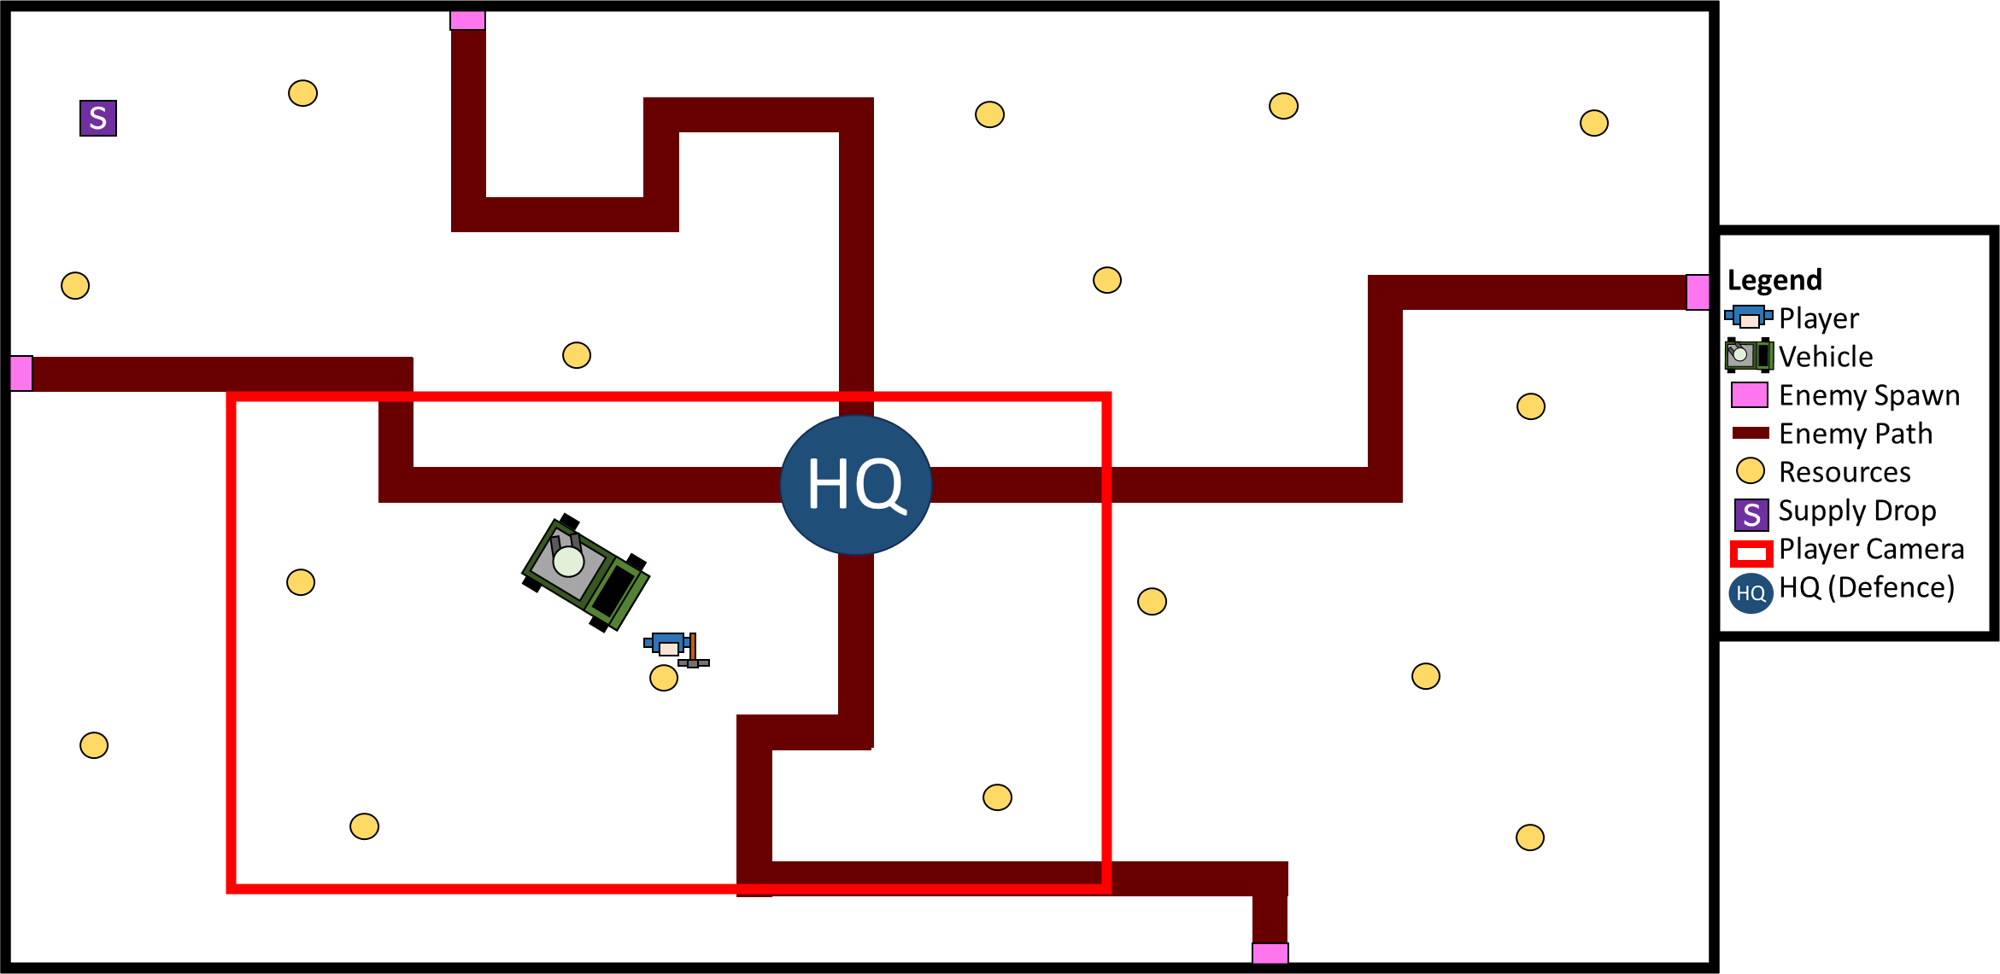 S
HQ
Legend
Player
Vehicle
Enemy Spawn
Enemy Path
Resources
S Supply Drop
Player Camera
HQ HQ (Defence)